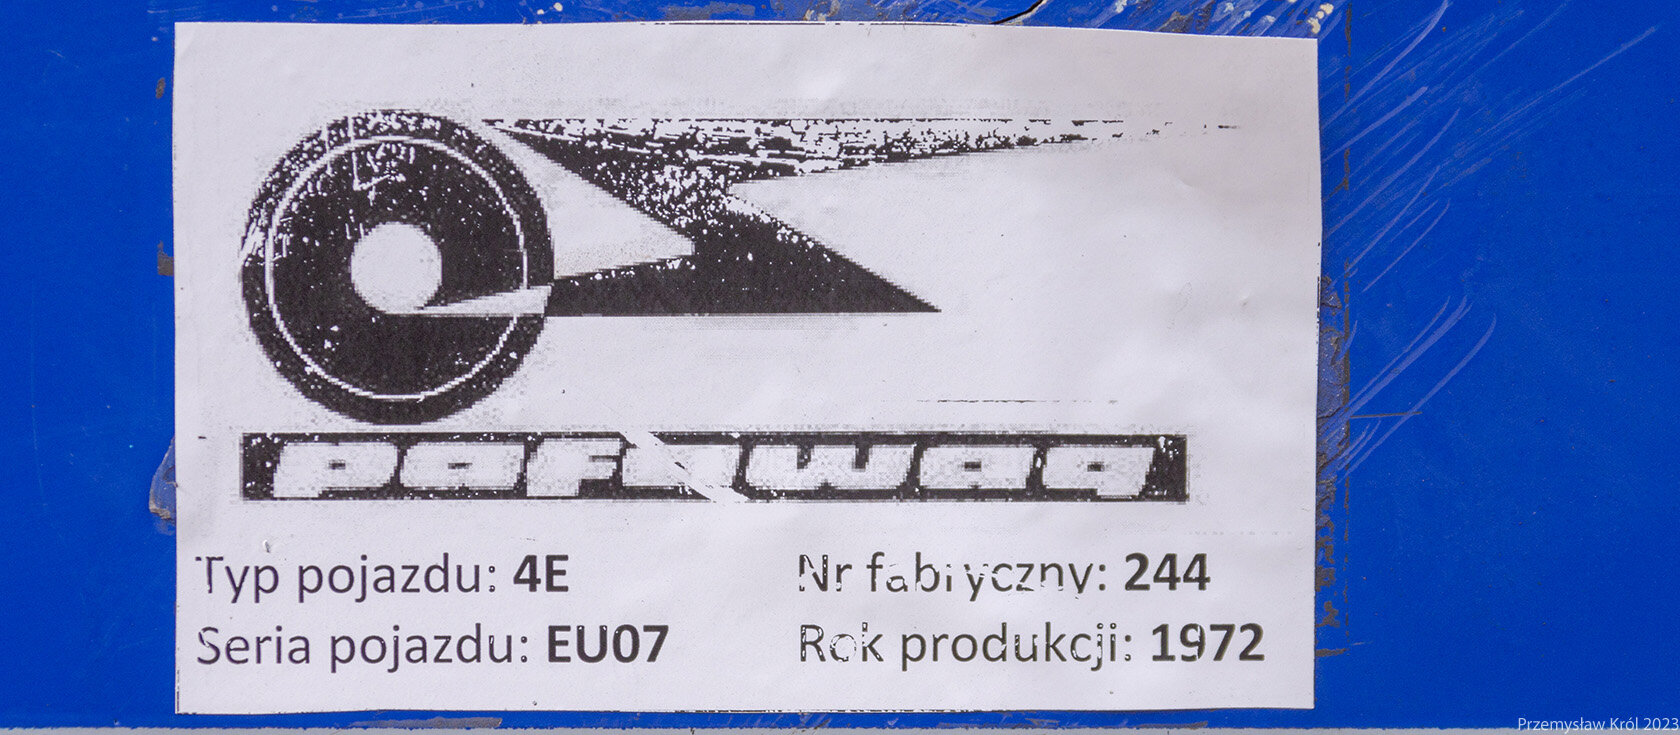 pafawag
Typ pojazdu: 4E
Nr fabryczny: 244
Seria pojazdu: EU07
Rok produkcji: 1972
Przemysław Król 2023